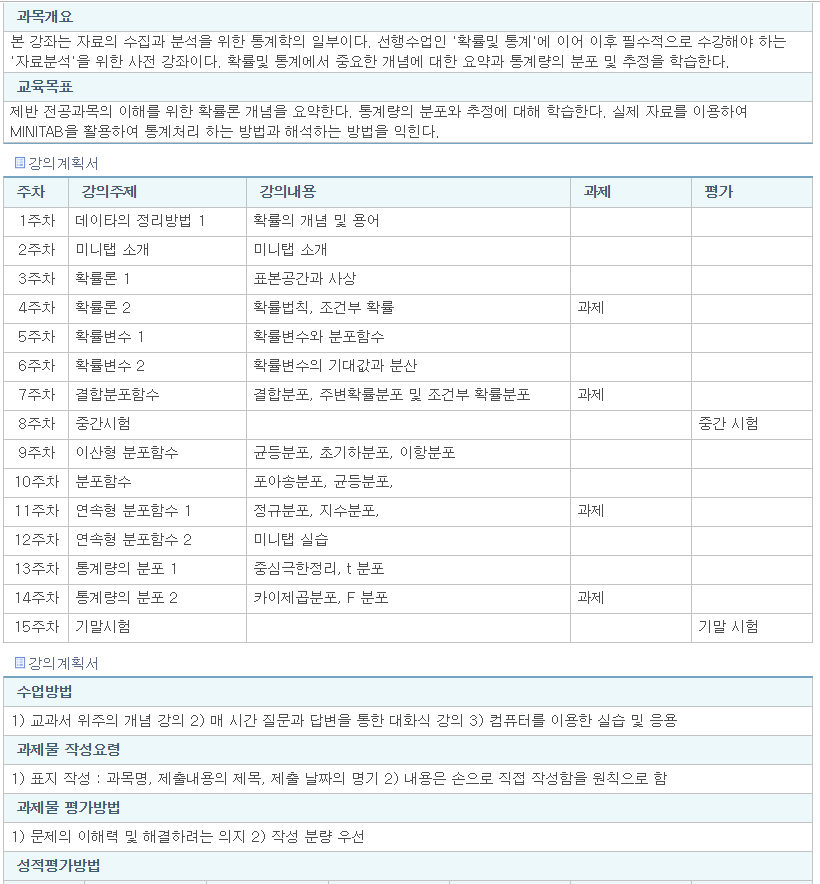 과목개요
본 강좌는 자료의 수집과 분석을 위한 통계학의 일부이다. 선행수업인 '확률및 통계'에 이어 이후 필수적으로 수강해야 하는
'자료분석'을 위한 사전 강좌이다. 확률및 통계에서 중요한 개념에 대한 요약과 통계량의 분포 및 추정을 학습한다.
교육목표
제반 전공과목의 이해를 위한 확률론 개념을 요약한다. 통계량의 분포와 추정에 대해 학습한다. 실제 자료를 이용하여
MINITAB을 활용하여 통계처리 하는 방법과 해석하는 방법을 익힌다.
강의계획서
주차 강의주제 강의내용 과제 평가
1주차 데이타의 정리방법 1 확률의 개념 및 용어
2주차 미니탭 소개 미니탭 소개
3주차 확률론 1 표본공간과 사상
4주차 확률론 2 확률법칙, 조건부 확률 과제
5주차 확률변수 1 확률변수와 분포함수
6주차 확률변수 2 확률변수의 기대값과 분산
7주차 결합분포함수 결합분포, 주변확률분포 및 조건부 확률분포 과제
8주차 중간시험 중간 시험
9주차 이산형 분포함수 균등분포, 초기하분포, 이항분포
10주차 분포함수 포아송분포, 균등분포,
11주차 연속형 분포함수 1 정규분포, 지수분포, 과제
12주차 연속형 분포함수 2 미니탭 실습
13주차 통계량의 분포 1 중심극한정리, t 분포
14주차 통계량의 분포 2 카이제곱분포, F 분포 과제
15주차 기말시험 기말 시험
강의계획서
수업방법
1) 교과서 위주의 개념 강의 2) 매 시간 질문과 답변을 통한 대화식 강의 3) 컴퓨터를 이용한 실습 및 응용
과제물 작성요령
1) 표지 작성 : 과목명, 제출내용의 제목, 제출 날짜의 명기 2) 내용은 손으로 직접 작성함을 원칙으로 함
과제물 평가방법
1) 문제의 이해력 및 해결하려는 의지 2) 작성 분량 우선
성적평가방법